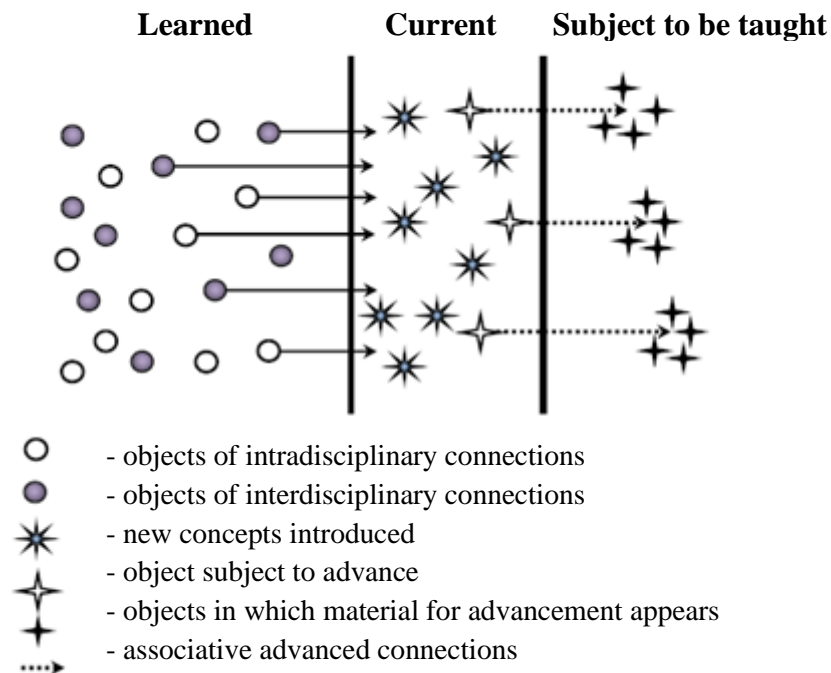 Learned Current Subject to be taught
- objects of intradisciplinary connections
- objects of interdisciplinary connections
- new concepts introduced
- object subject to advance
- objects in which material for advancement appears
- associative advanced connections